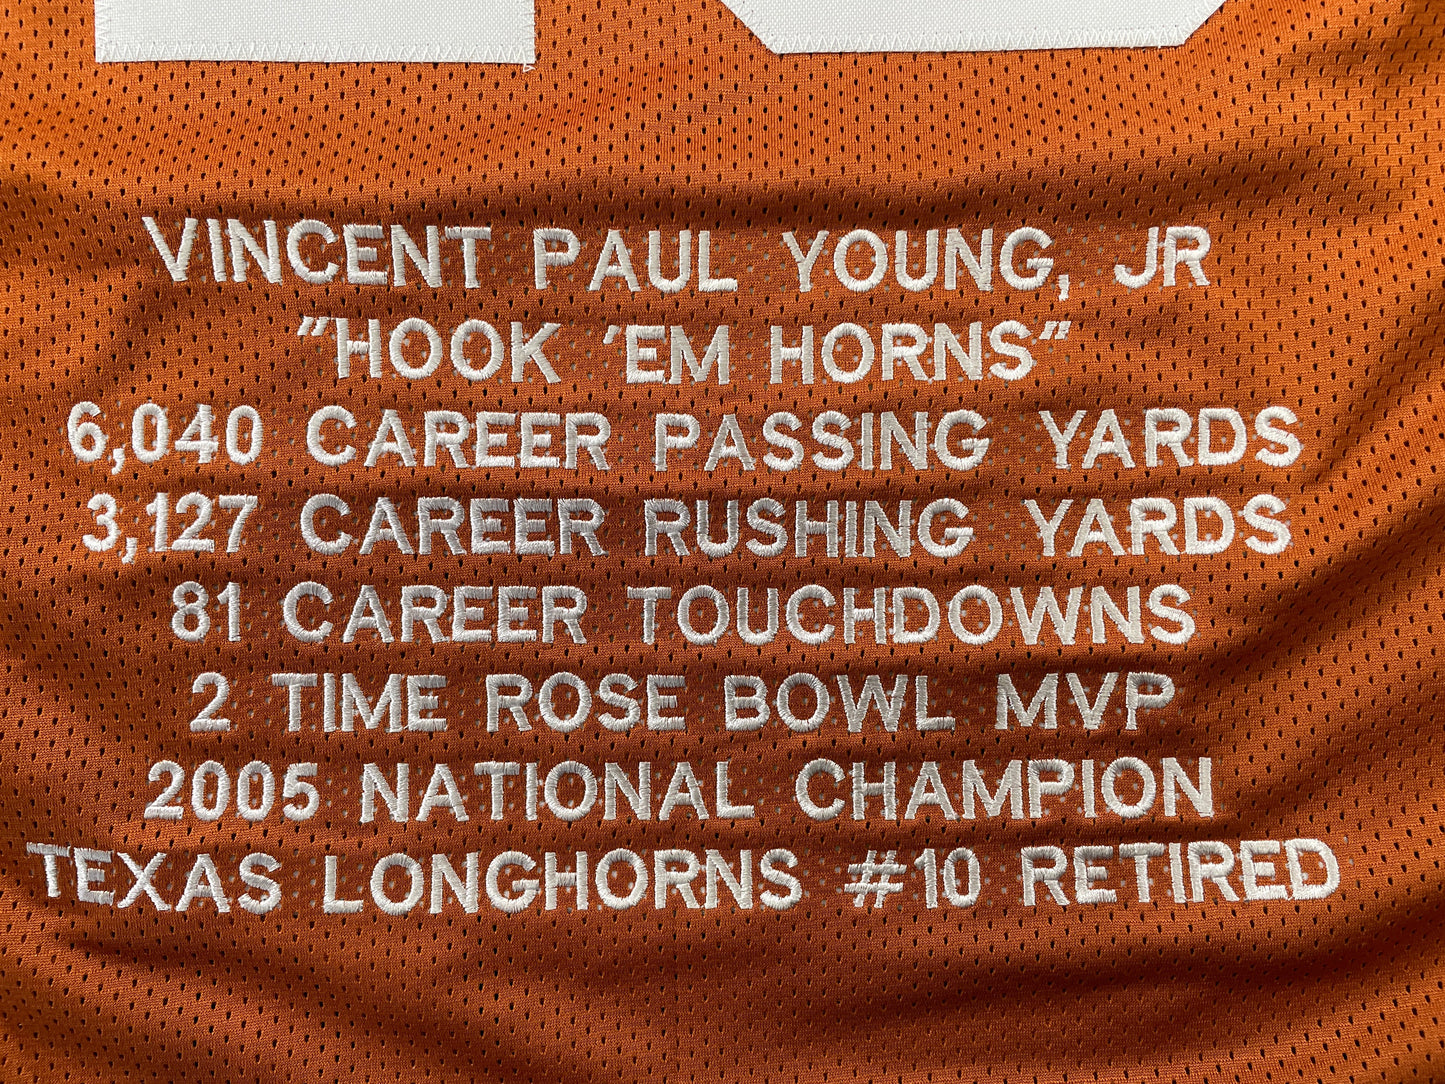 VINCENT PAUL YOUNG, JR
"HOOK 'EM HORNS"
6,040 CAREER PASSING YARDS
3,127 CAREER RUSHING YARDS
81 CAREER TOUCHDOWNS
2 TIME ROSE BOWL MVP
2005 NATIONAL CHAMPION
TEXAS LONGHORNS #10 RETIRED